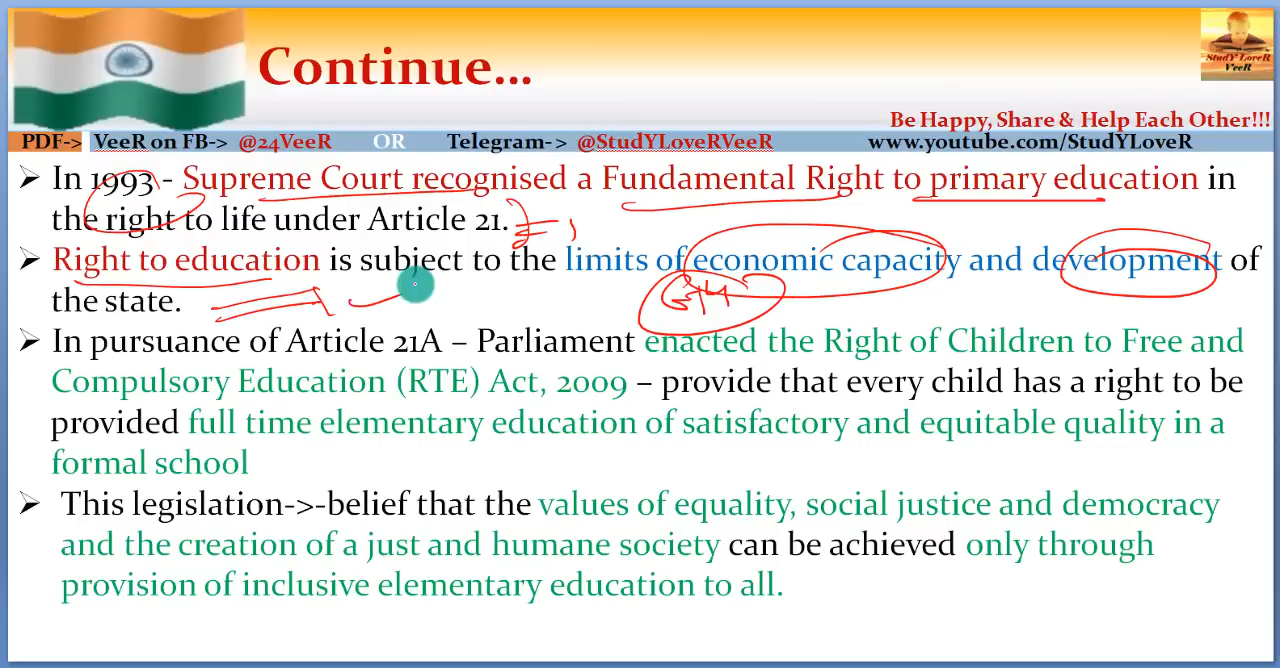 Continue...
StudY LoveR
VeeR
Be Happy, Share & Help Each Other!!!
PDF-> VeeR on FB-> @24VeeR OR Telegram-> @StudYLoveRVeeR www.youtube.com/StudYLoveR
➤ In 1993 - Supreme Court recognised a Fundamental Right to primary education in
the right to life under Article 21.
➤ Right to education is subject to the limits of economic capacity and development of
the state.
➤ In pursuance of Article 21A – Parliament enacted the Right of Children to Free and
Compulsory Education (RTE) Act, 2009 – provide that every child has a right to be
provided full time elementary education of satisfactory and equitable quality in a
formal school
➤ This legislation->-belief that the values of equality, social justice and democracy
and the creation of a just and humane society can be achieved only through
provision of inclusive elementary education to all.